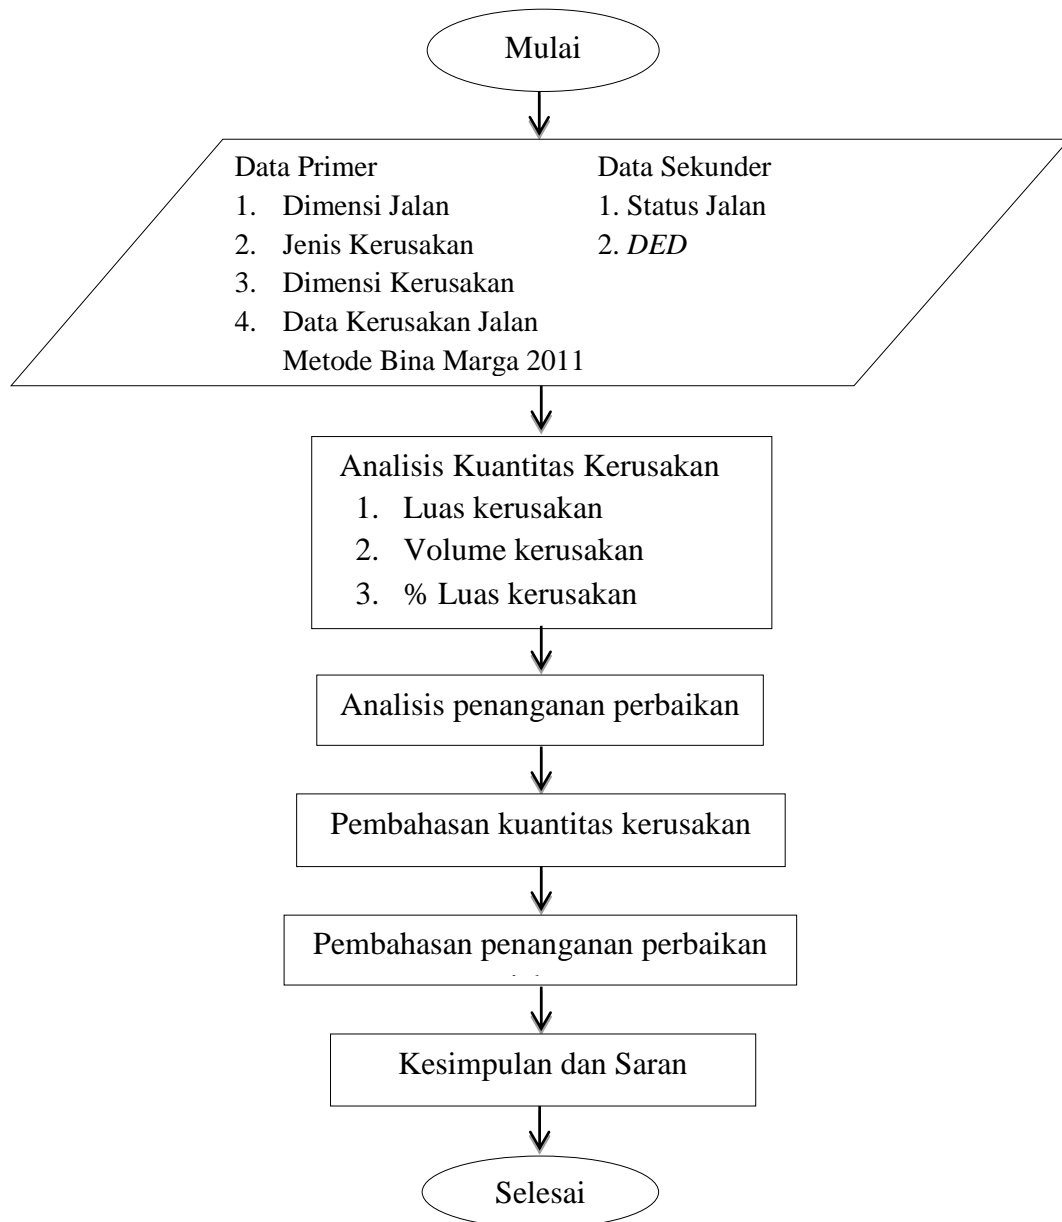 Mulai
Data Primer
1. Dimensi Jalan
2. Jenis Kerusakan
3. Dimensi Kerusakan
4. Data Kerusakan Jalan
Metode Bina Marga 2011
Data Sekunder
1. Status Jalan
2. DED
Analisis Kuantitas Kerusakan
1. Luas kerusakan
2. Volume kerusakan
3. % Luas kerusakan
Analisis penanganan perbaikan
Pembahasan kuantitas kerusakan
Pembahasan penanganan perbaikan
Kesimpulan dan Saran
Selesai